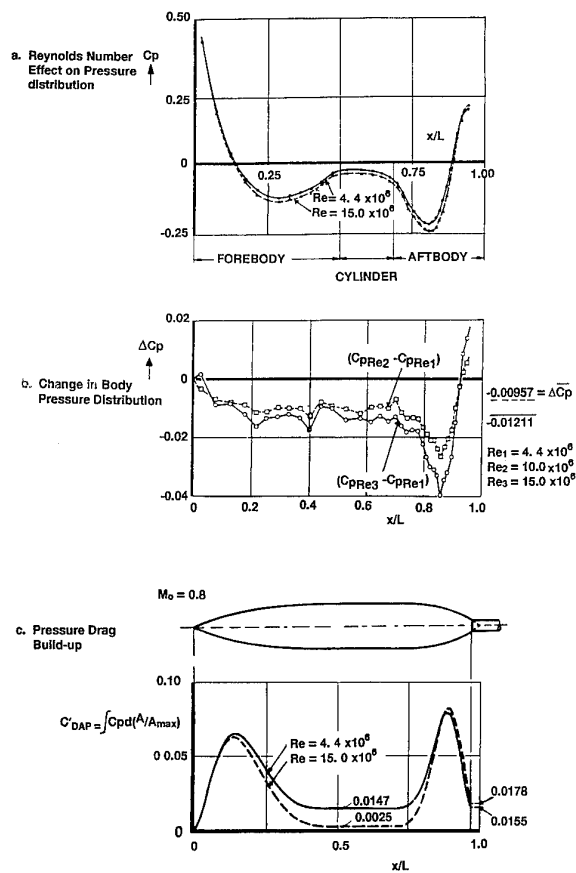 a. Reynolds Number Effect on Pressure distribution
Cp
0.50
0.25
0
-0.25
x/L
0.25
0.75
1.00
Re= 4.4 x10⁶
Re = 15.0 x10⁶
FOREBODY
CYLINDER
AFTBODY
b. Change in Body Pressure Distribution
ΔCp
0.02
0
-0.02
-0.04
(CpRe2 -CpRe1)
(CpRe3 -CpRe1)
-0.00957 = ΔCp
-0.01211
Re1 = 4.4 x10⁶
Re2 = 10.0 x10⁶
Re3 = 15.0 x10⁶
0
0.2
0.4
0.6
0.8
1.0
x/L
Mo = 0.8
c. Pressure Drag Build-up
C'DAP = ∫Cpd(A/Amax)
0.10
0 0.05
0
Re = 4.4 x10⁶
Re = 15.0 x10⁶
0.0147
0.0025
0.0178
0.0155
0
0.5
1.0
x/L